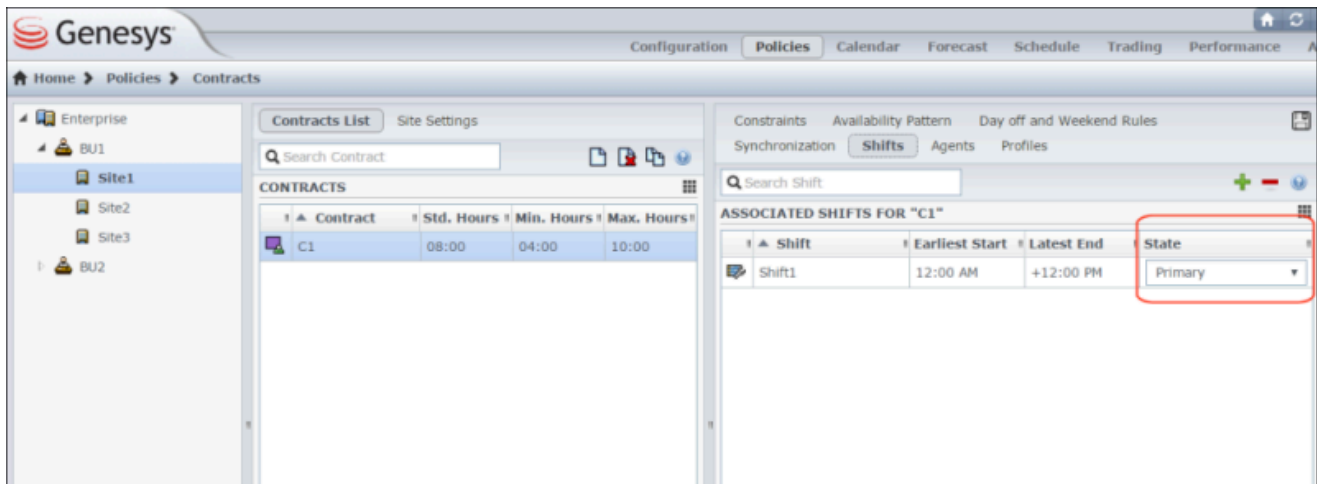 Genesys
Configuration Policies Calendar Forecast Schedule Trading Performance A
Home > Policies > Contracts
Enterprise
BU1
Site1
Site2
Site3
BU2
Contracts List Site Settings
Search Contract
CONTRACTS
Contract Std. Hours Min. Hours Max. Hours
C1 08:00 04:00 10:00
Constraints Availability Pattern Day off and Weekend Rules
Synchronization Shifts Agents Profiles
Search Shift
ASSOCIATED SHIFTS FOR "C1"
Shift Earliest Start Latest End State
Shift1 12:00 AM +12:00 PM Primary